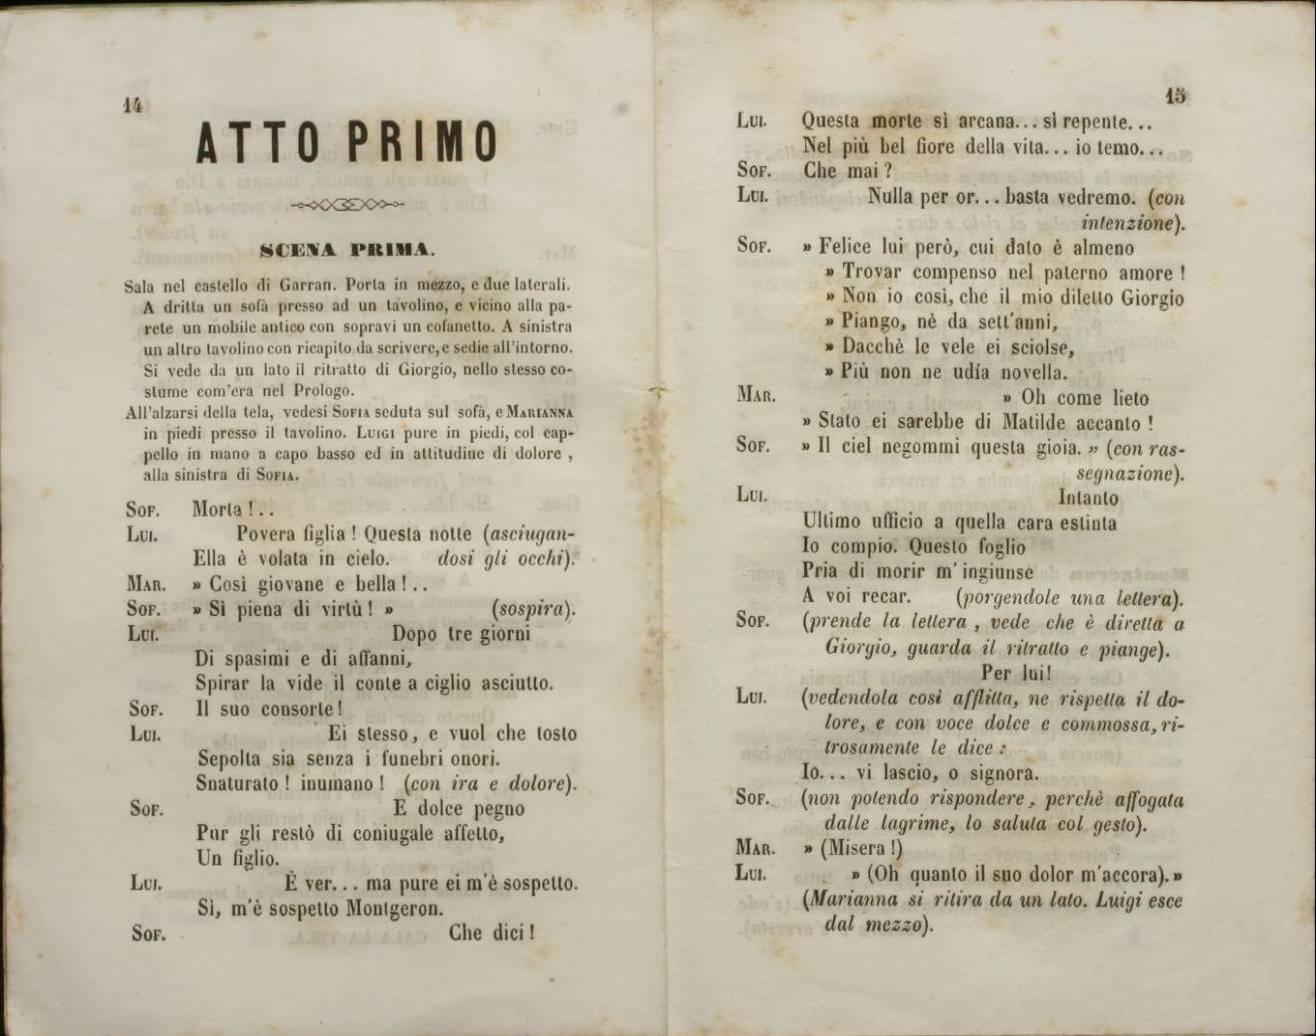 14
ATTO PRIMO
SCENA PRIMA.
Sala nel castello di Garran. Porta in mezzo, e due laterali.
A dritta un sofà presso ad un tavolino, e vicino alla pa-
rete un mobile antico con sopravi un cofanetto. A sinistra
un altro tavolino con ricapito da scrivere, e sedie all'intorno.
Si vede da un lato il ritratto di Giorgio, nello stesso co-
stume com'era nel Prologo.
All'alzarsi della tela, vedesi SOFIA seduta sul sofà, e MARIANNA
in piedi presso il tavolino. LUIGI pure in piedi, col cap-
pello in mano a capo basso ed in attitudine di dolore ,
alla sinistra di SOFIA.
SOF. Morta !..
LUI. Povera figlia ! Questa notte (asciugan-
Ella è volata in cielo. dosi gli occhi).
MAR. » Così giovane e bella !..
SOF. » Sì piena di virtù ! » (sospira).
LUI. Dopo tre giorni
Di spasimi e di affanni,
Spirar la vide il conte a ciglio asciutto.
SOF. Il suo consorte !
LUI. Ei stesso, e vuol che tosto
Sepolta sia senza i funebri onori.
Snaturato ! inumano ! (con ira e dolore).
SOF. E dolce pegno
Pur gli restò di coniugale affetto,
Un figlio.
LUI. È ver... ma pure ei m'è sospetto.
Sì, m'è sospetto Montgeron.
SOF. Che dici !
15
LUI. Questa morte sì arcana... sì repente...
Nel più bel fiore della vita... io temo...
SOF. Che mai ?
LUI. Nulla per or... basta vedremo. (con
intenzione).
SOF. » Felice lui però, cui dato è almeno
» Trovar compenso nel paterno amore !
» Non io così, che il mio diletto Giorgio
» Piango, nè da sett'anni,
» Dacchè le vele ei sciolse,
» Più non ne udía novella.
MAR. » Oh come lieto
» Stato ei sarebbe di Matilde accanto !
SOF. » Il ciel negommi questa gioia. » (con ras-
segnazione).
LUI. Intanto
Ultimo ufficio a quella cara estinta
Io compio. Questo foglio
Pria di morir m'ingiunse
A voi recar. (porgendole una lettera).
SOF. (prende la lettera , vede che è diretta a
Giorgio, guarda il ritratto e piange).
Per lui!
LUI. (vedendola così afflitta, ne rispetta il do-
lore, e con voce dolce e commossa, ri-
trosamente le dice :
Io... vi lascio, o signora.
SOF. (non potendo rispondere, perchè affogata
dalle lagrime, lo saluta col gesto).
MAR. » (Misera !)
LUI. » (Oh quanto il suo dolor m'accora). »
(Marianna si ritira da un lato. Luigi esce
dal mezzo).